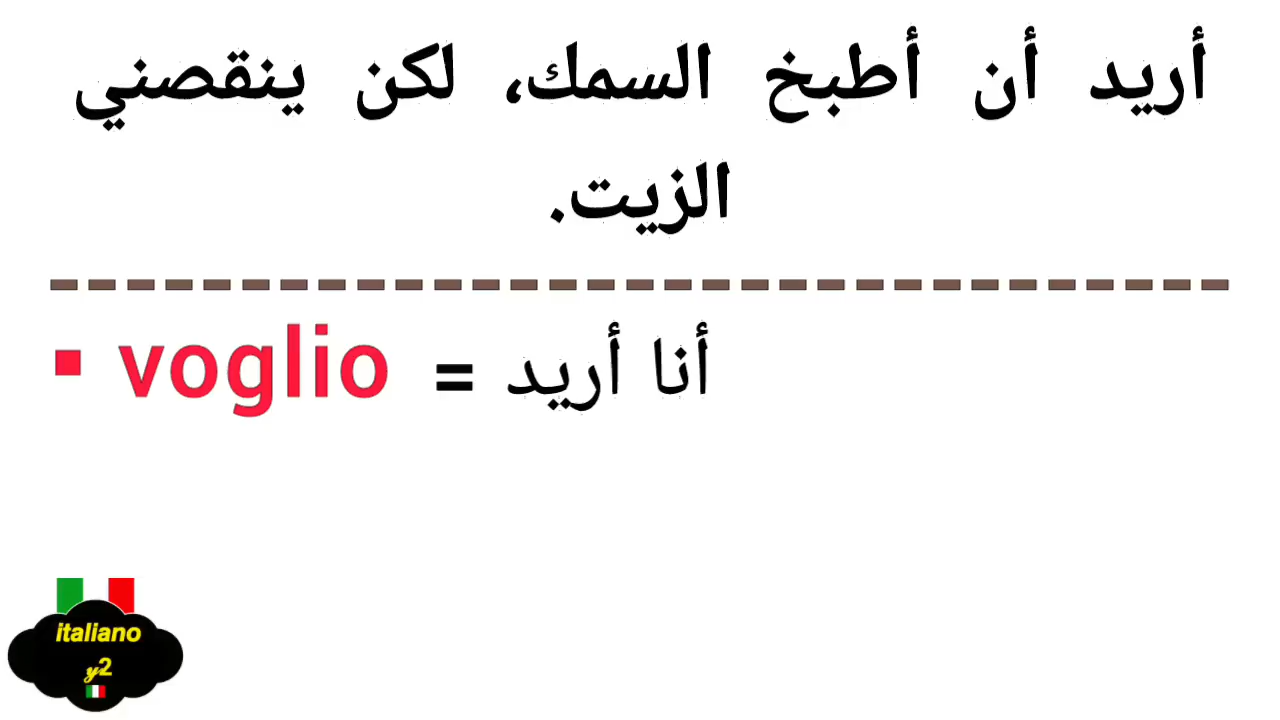 أريد أن أطبخ السمك، لكن ينقصني
الزيت.
▪ voglio = أنا أريد
italiano
y2